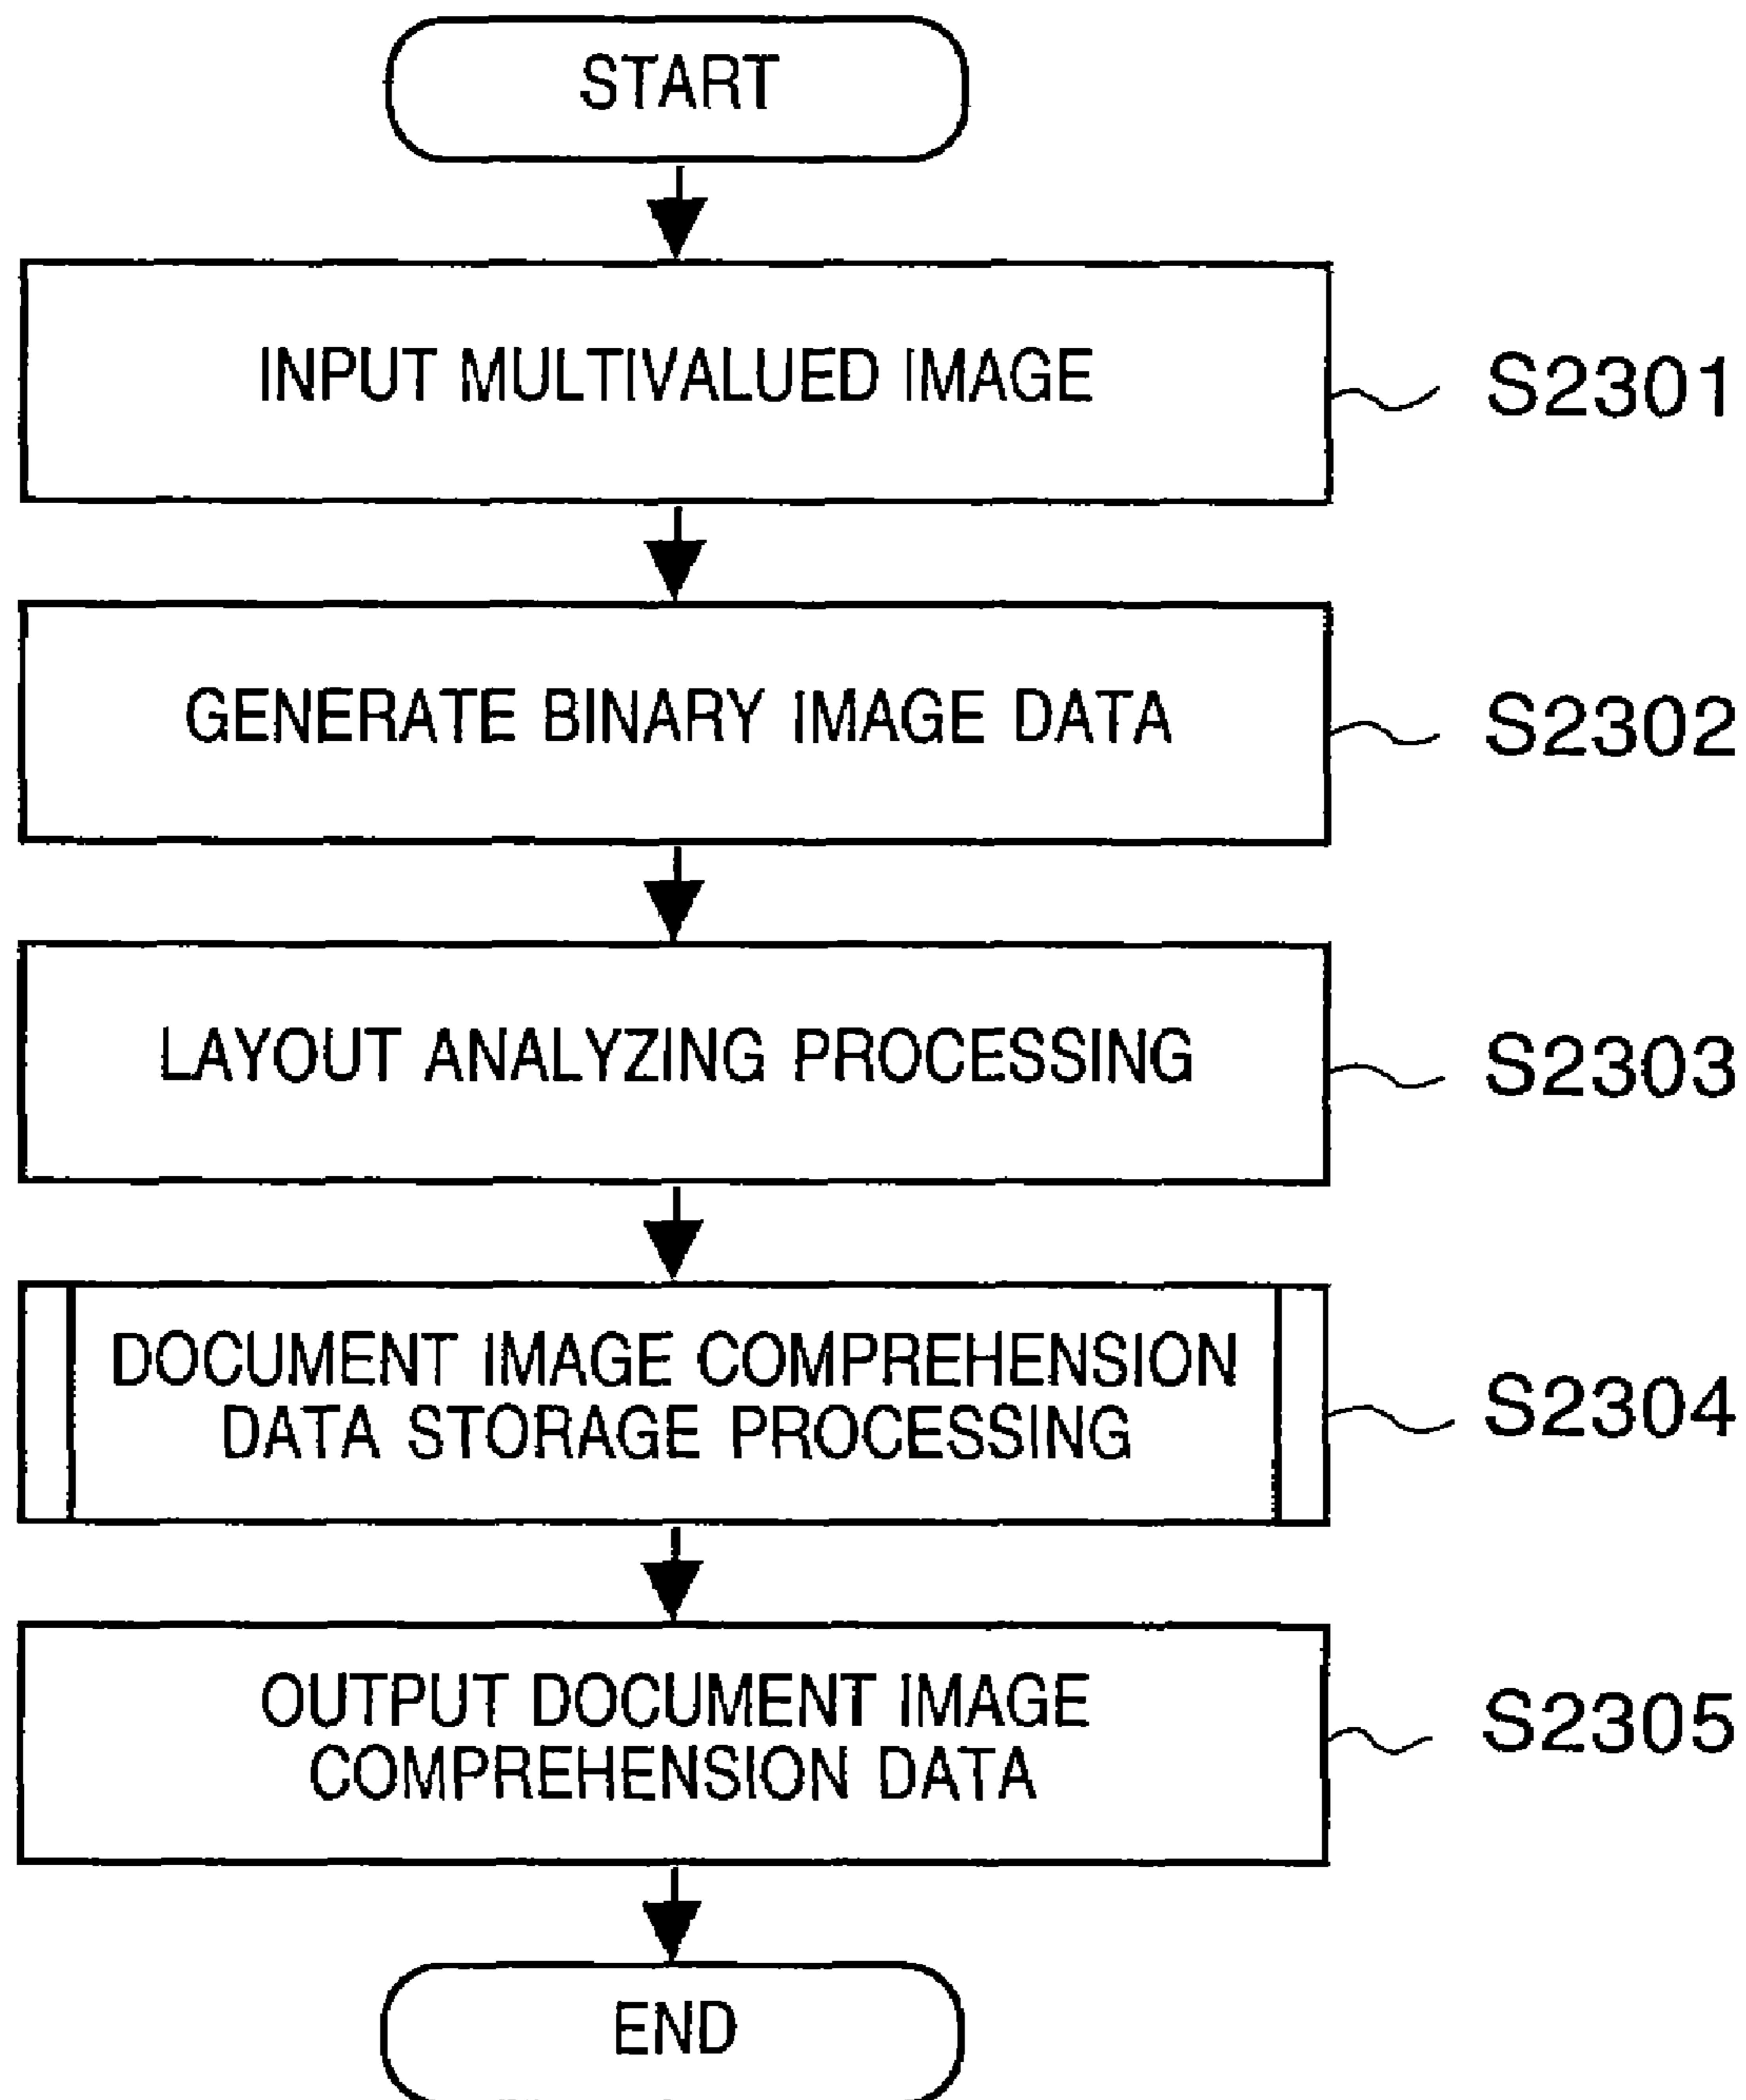 START
INPUT MULTIVALUED IMAGE
S2301
GENERATE BINARY IMAGE DATA
S2302
LAYOUT ANALYZING PROCESSING
S2303
DOCUMENT IMAGE COMPREHENSION
DATA STORAGE PROCESSING
S2304
OUTPUT DOCUMENT IMAGE
COMPREHENSION DATA
S2305
END